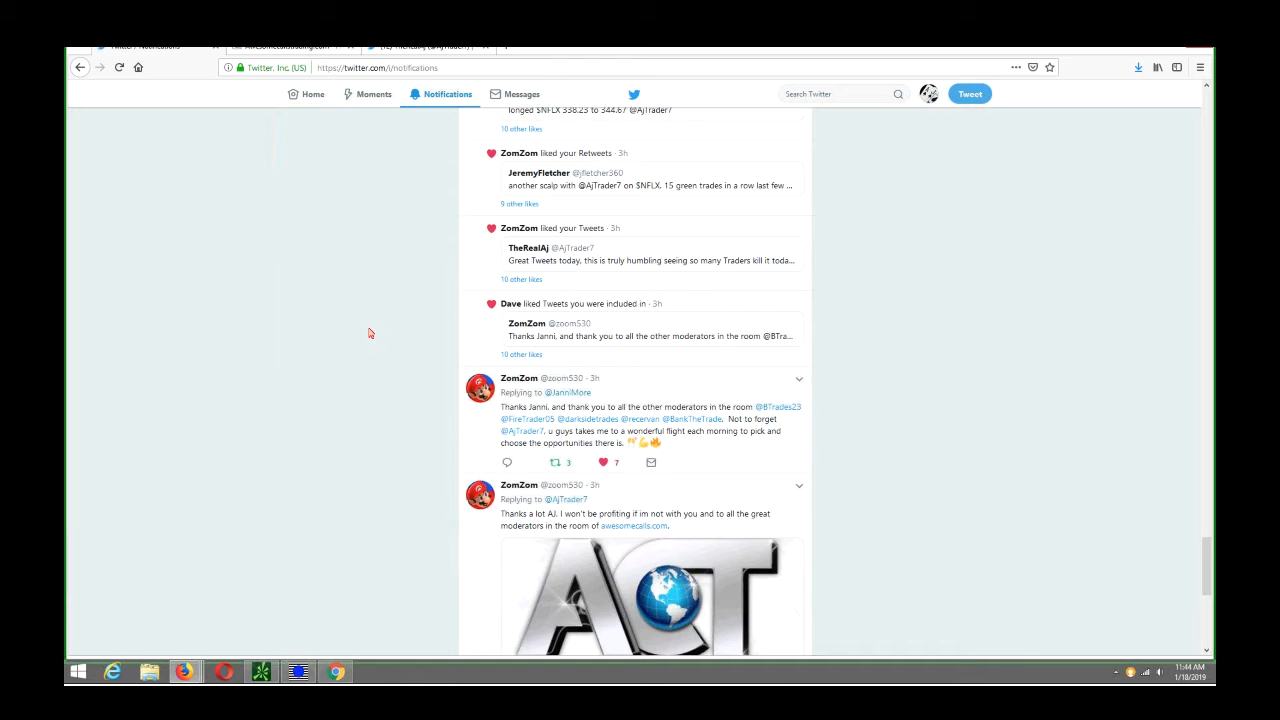 Twitter / Notifications
Twitter, Inc. (US)
https://twitter.com/i/notifications
Home
Moments
Notifications
Messages
Search Twitter
Tweet
longed $NFLX 338.23 to 344.67 @AjTrader7
10 other likes
ZomZom liked your Retweets · 3h
JeremyFletcher @jfletcher360
another scalp with @AjTrader7 on $NFLX. 15 green trades in a row last few ...
9 other likes
ZomZom liked your Tweets · 3h
TheRealAj @AjTrader7
Great Tweets today, this is truly humbling seeing so many Traders kill it toda...
10 other likes
Dave liked Tweets you were included in · 3h
ZomZom @zoom530
Thanks Janni, and thank you to all the other moderators in the room @BTra...
10 other likes
ZomZom @zoom530 · 3h
Replying to @JanniMore
Thanks Janni, and thank you to all the other moderators in the room @BTrades23
@FireTrader05 @darksidetrades @recervan @BankTheTrade. Not to forget
@AjTrader7, u guys takes me to a wonderful flight each morning to pick and
choose the opportunities there is.
3
7
ZomZom @zoom530 · 3h
Replying to @AjTrader7
Thanks a lot AJ. I won't be profiting if im not with you and to all the great
moderators in the room of awesomecalls.com.
ACT
11:44 AM
1/18/2019